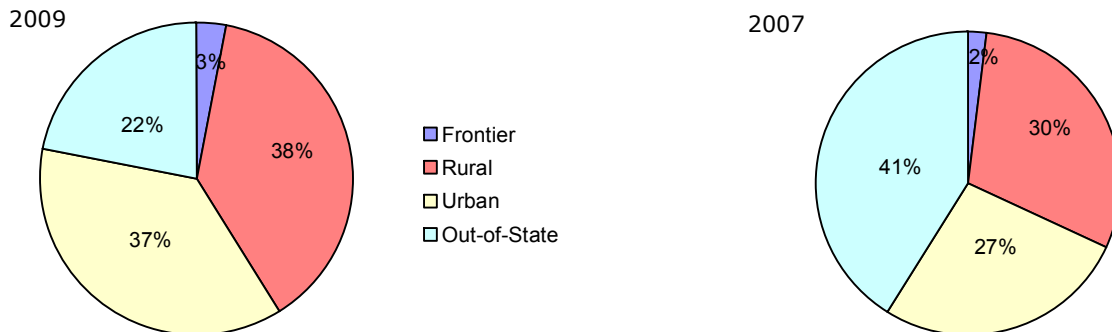 2009
3%
38%
37%
22%
Frontier
Rural
Urban
Out-of-State
2007
2%
30%
27%
41%